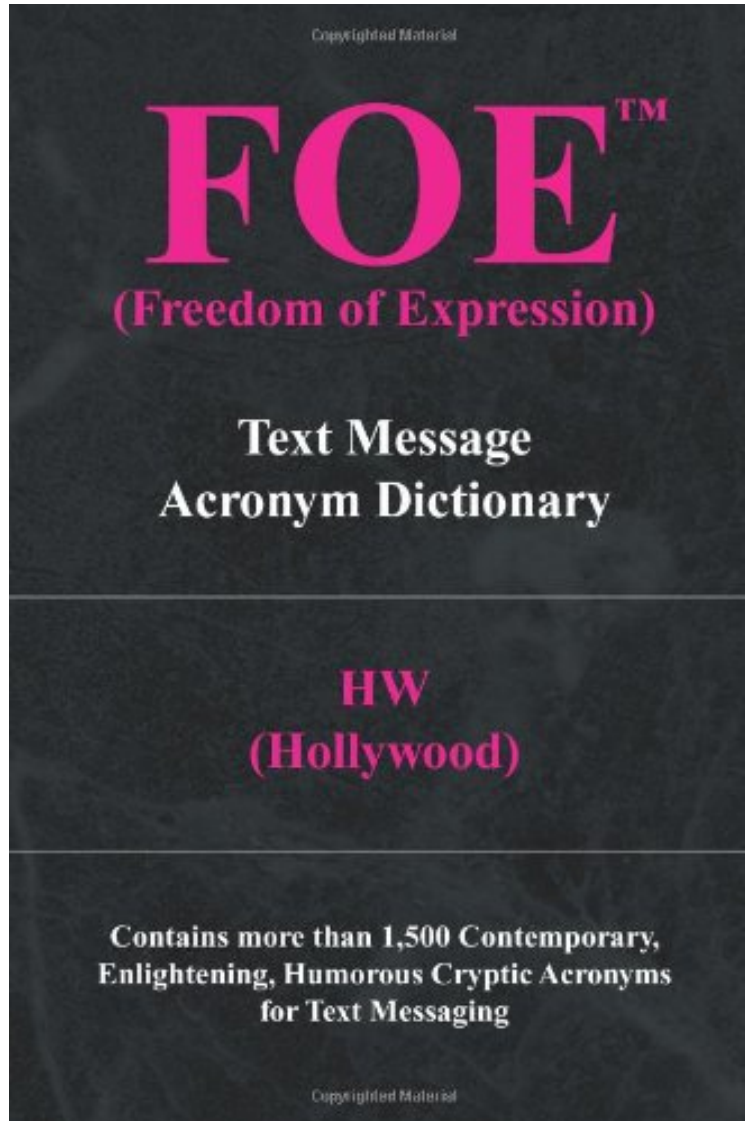 Copyrighted Material
FOE™
(Freedom of Expression)
Text Message
Acronym Dictionary
HW
(Hollywood)
Contains more than 1,500 Contemporary,
Enlightening, Humorous Cryptic Acronyms
for Text Messaging
Copyrighted Material